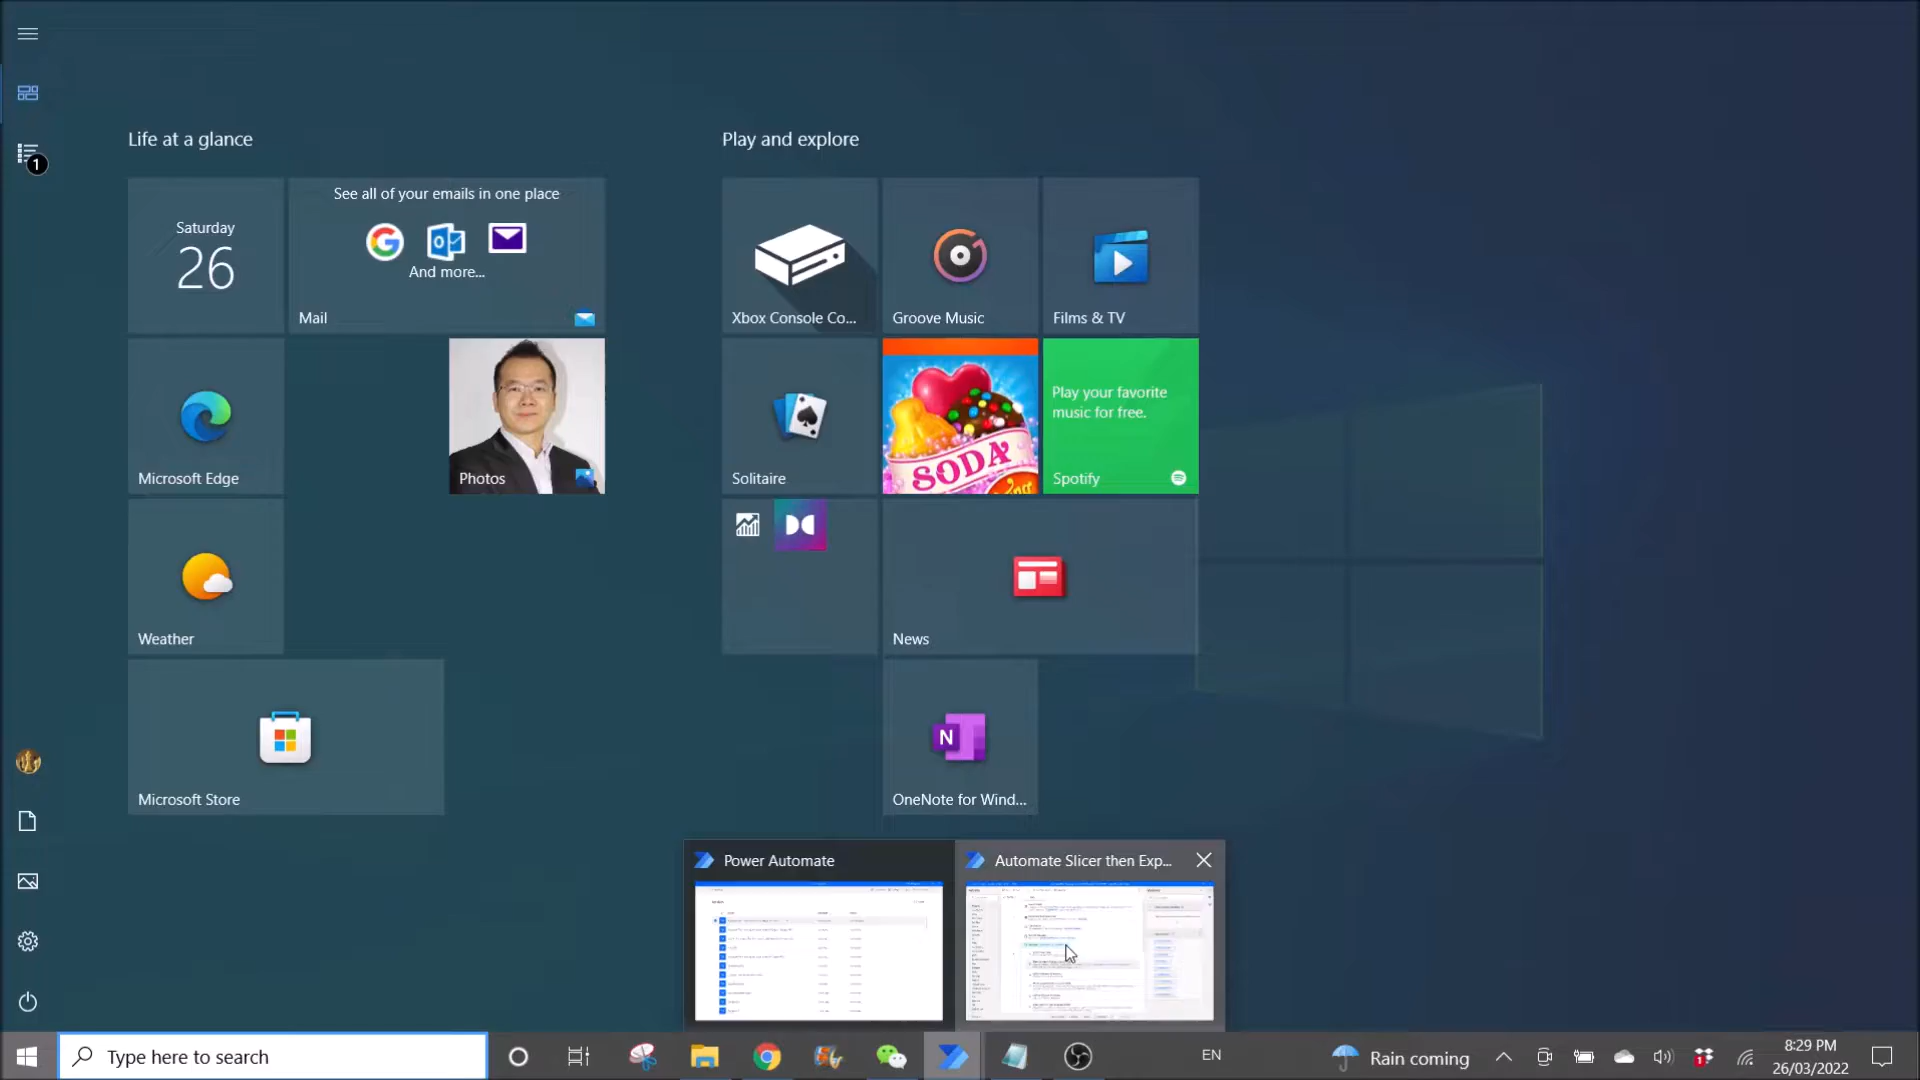 1
Life at a glance
Play and explore
Saturday
26
See all of your emails in one place
And more...
Mail
Xbox Console Co...
Groove Music
Films & TV
Microsoft Edge
Photos
Solitaire
SODA
Play your favorite
music for free.
Spotify
Weather
News
Microsoft Store
N
OneNote for Wind...
Power Automate
Automate Slicer then Exp...
Type here to search
EN
Rain coming
1
8:29 PM
26/03/2022